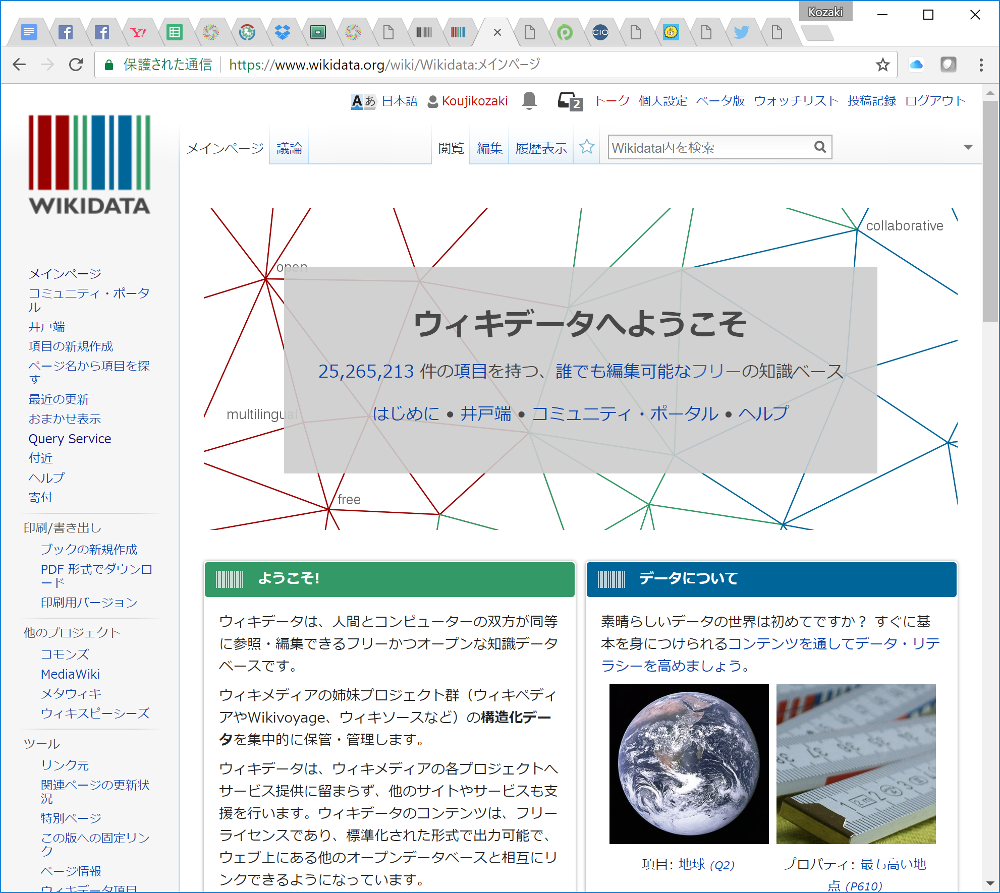 Kozaki
CIO
保護された通信 https://www.wikidata.org/wiki/Wikidata:メインページ
Aあ 日本語 Koujikozaki 2 トーク 個人設定 ベータ版 ウォッチリスト 投稿記録 ログアウト
WIKIDATA
メインページ 議論 閲覧 編集 履歴表示 Wikidata内を検索
メインページ
コミュニティ・ポータ
ル
井戸端
項目の新規作成
ページ名から項目を探
す
最近の更新
おまかせ表示
Query Service
付近
ヘルプ
寄付
印刷/書き出し
ブックの新規作成
PDF 形式でダウンロ
ード
印刷用バージョン
他のプロジェクト
コモンズ
MediaWiki
メタウィキ
ウィキスピーシーズ
ツール
リンク元
関連ページの更新状
況
特別ページ
この版への固定リン
ク
ページ情報
ウィキデータ項目
collaborative
open
multilingual
free
ウィキデータへようこそ
25,265,213 件の項目を持つ、誰でも編集可能なフリーの知識ベース
はじめに • 井戸端 • コミュニティ・ポータル • ヘルプ
ようこそ!
ウィキデータは、人間とコンピューターの双方が同等
に参照・編集できるフリーかつオープンな知識データ
ベースです。
ウィキメディアの姉妹プロジェクト群（ウィキペディ
アやWikivoyage、ウィキソースなど）の構造化デー
タを集中的に保管・管理します。
ウィキデータは、ウィキメディアの各プロジェクトへ
サービス提供に留まらず、他のサイトやサービスも支
援を行います。ウィキデータのコンテンツは、フリー
ライセンスであり、標準化された形式で出力可能で、
ウェブ上にある他のオープンデータベースと相互にリ
ンクできるようになっています。
データについて
素晴らしいデータの世界は初めてですか？ すぐに基
本を身につけられるコンテンツを通してデータ・リテ
ラシーを高めましょう。
項目: 地球 (Q2)
プロパティ: 最も高い地
点 (P610)